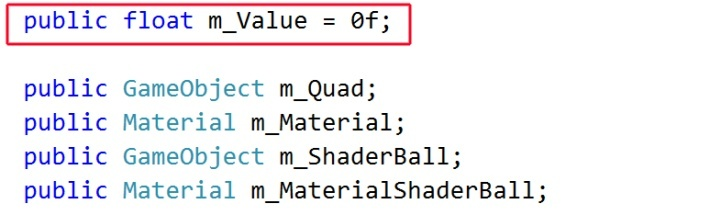 public float m_Value = 0f;
public GameObject m_Quad;
public Material m_Material;
public GameObject m_ShaderBall;
public Material m_MaterialShaderBall;